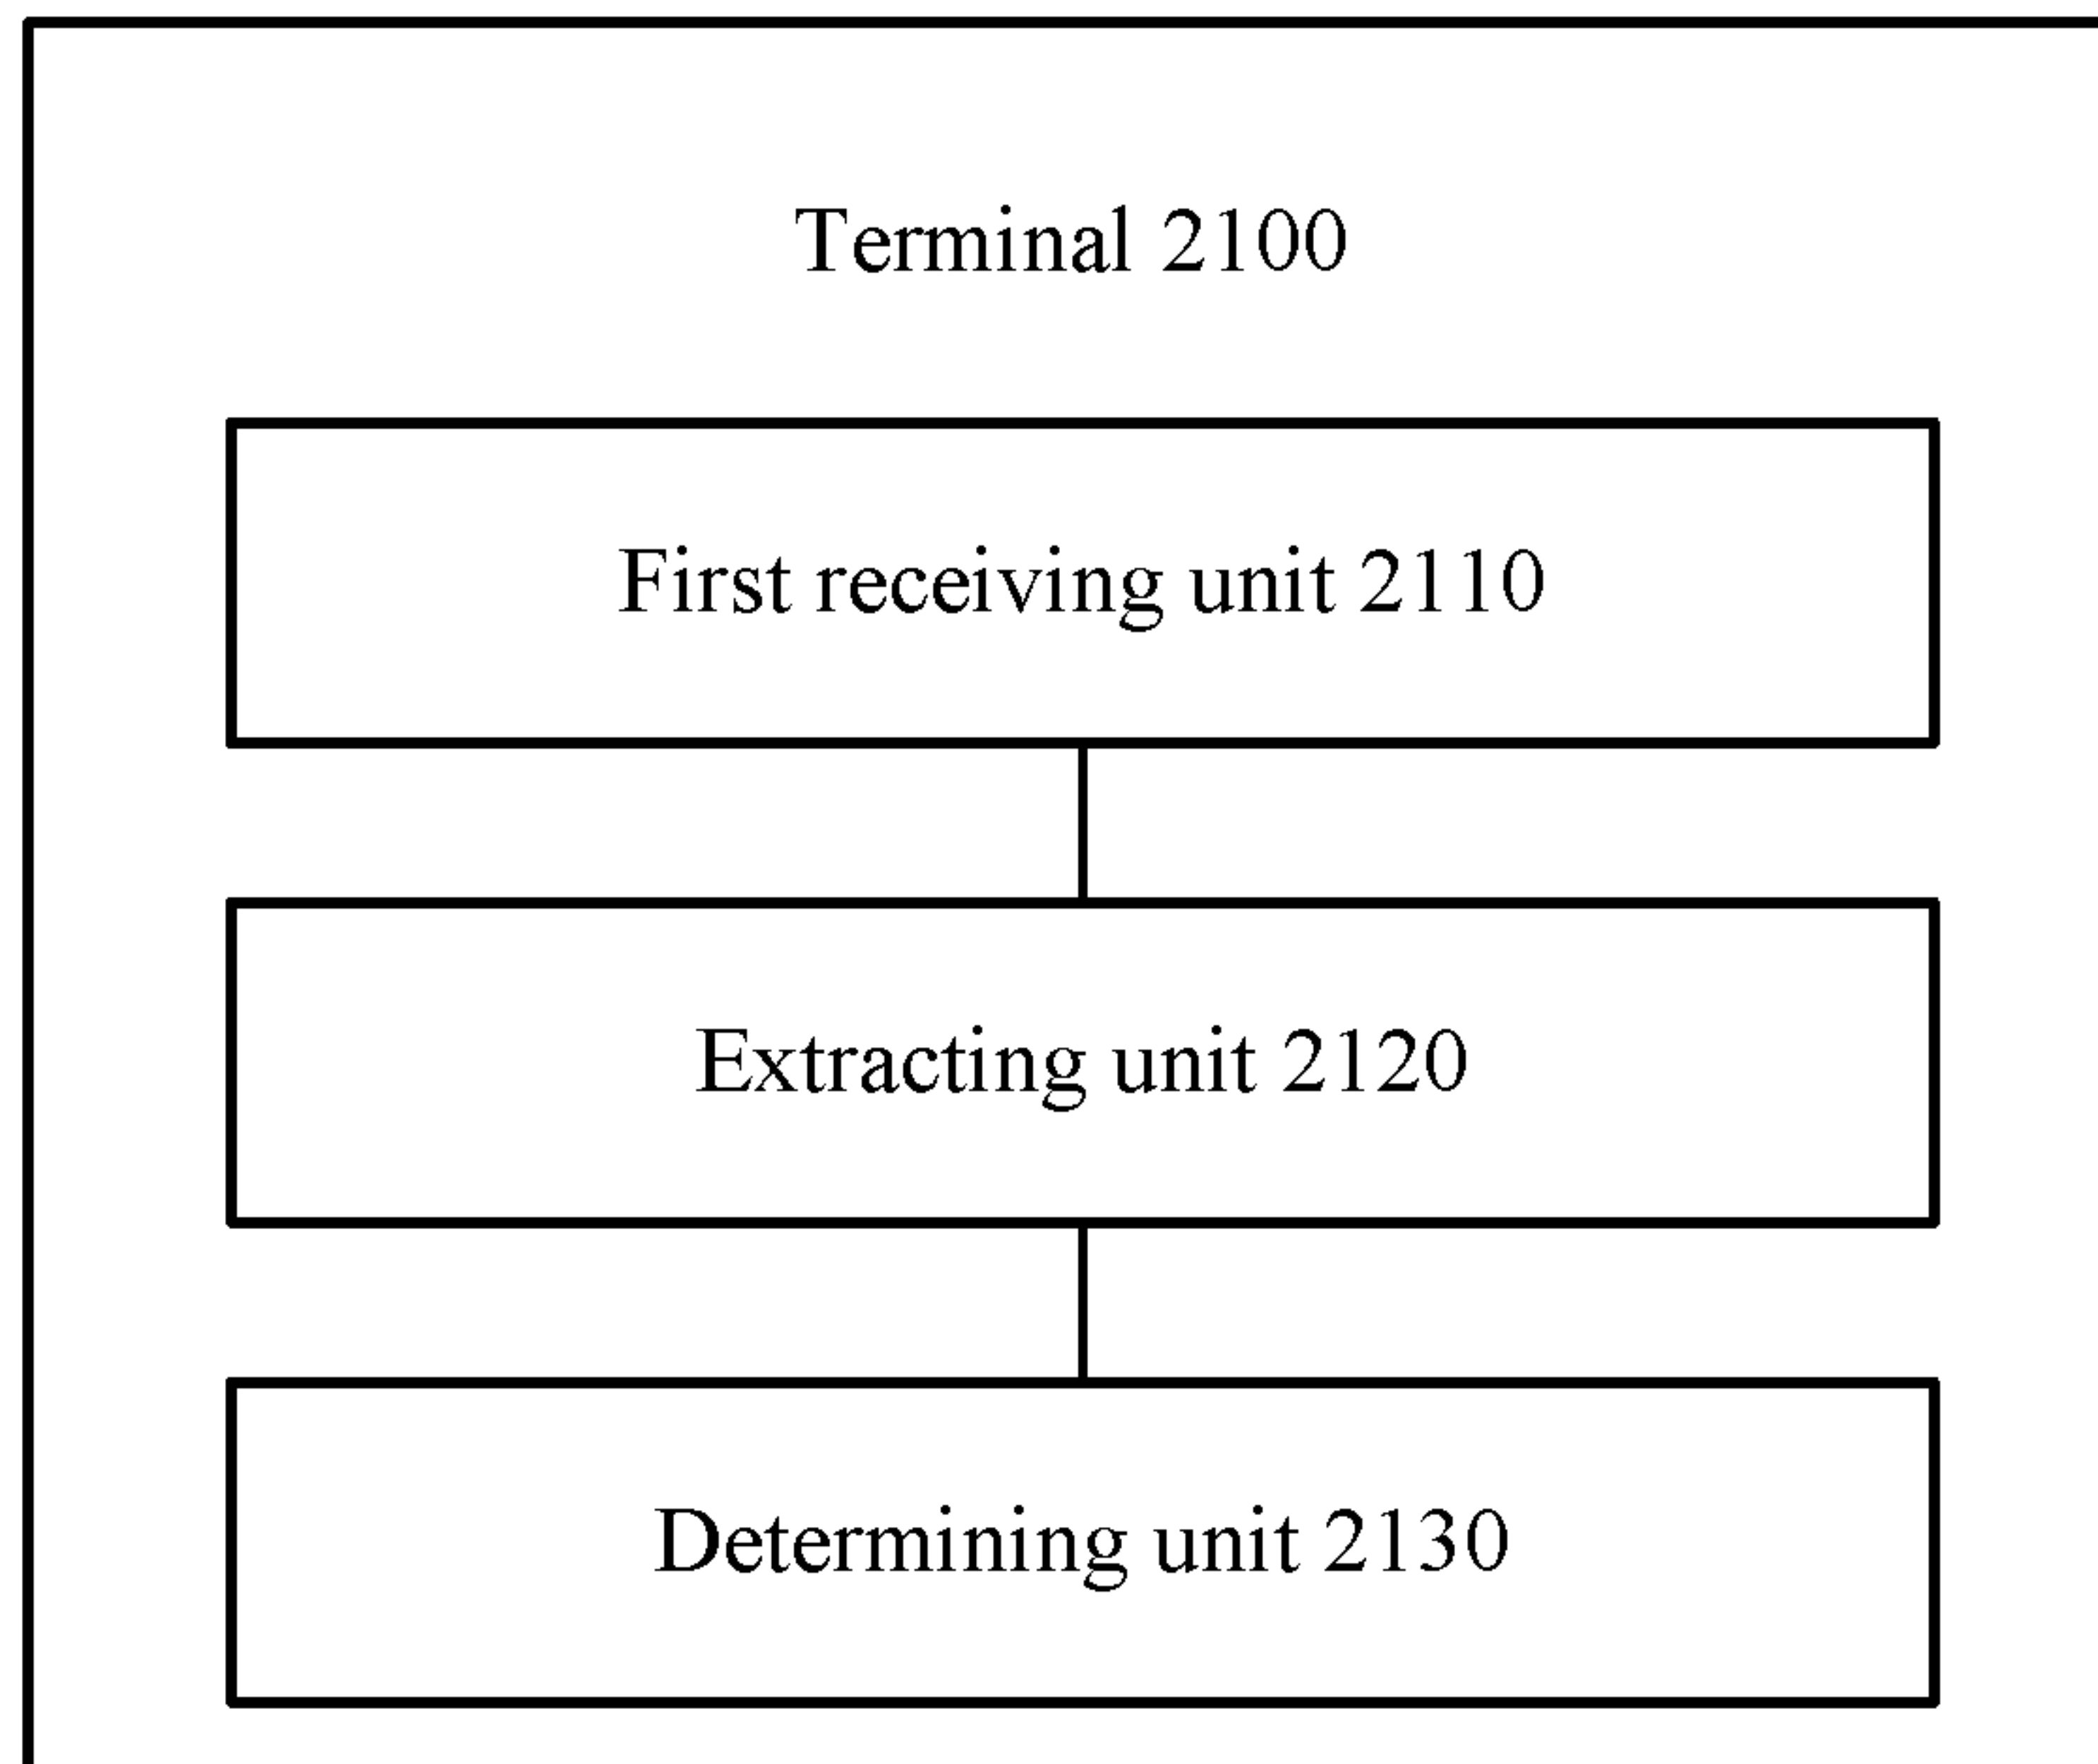 Terminal 2100
First receiving unit 2110
Extracting unit 2120
Determining unit 2130